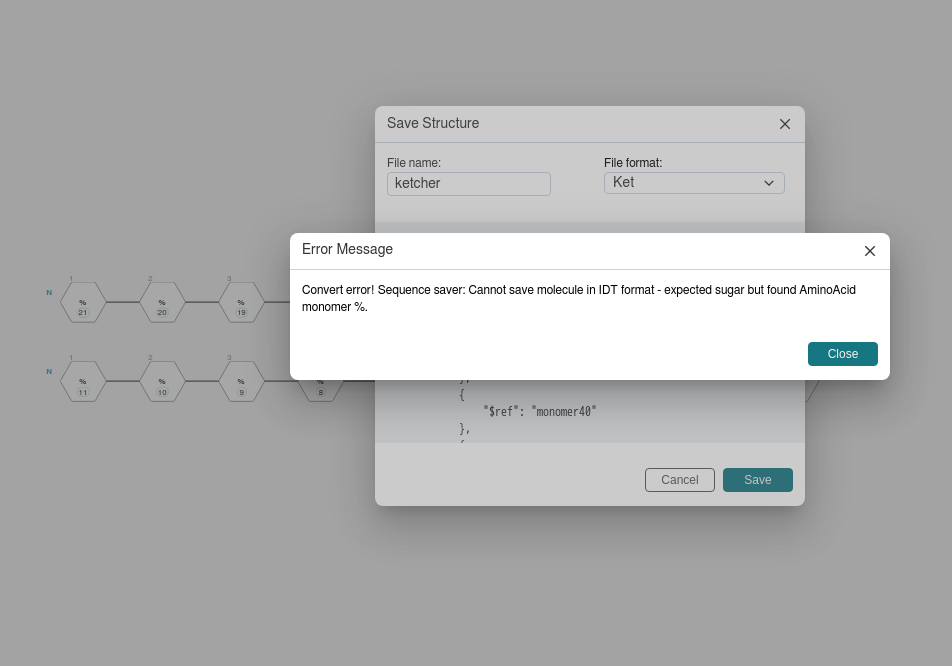 Save Structure
File name:
File format:
ketcher
Ket
Error Message
Convert error! Sequence saver: Cannot save molecule in IDT format - expected sugar but found AminoAcid
monomer %.
Close
1 2 3
N % % %
21 20 19
1 2 3
N % % % %
11 10 9 8
},
{
"$ref": "monomer40"
},
{
Cancel Save